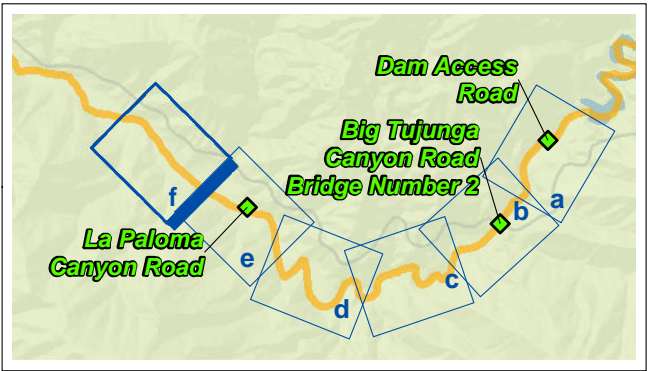 Dam Access
Road
Big Tujunga
Canyon Road
Bridge Number 2
a
b
f
La Paloma
Canyon Road
e
c
d